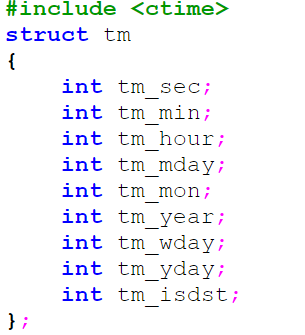 #include <ctime>
struct tm
{
    int tm_sec;
    int tm_min;
    int tm_hour;
    int tm_mday;
    int tm_mon;
    int tm_year;
    int tm_wday;
    int tm_yday;
    int tm_isdst;
};